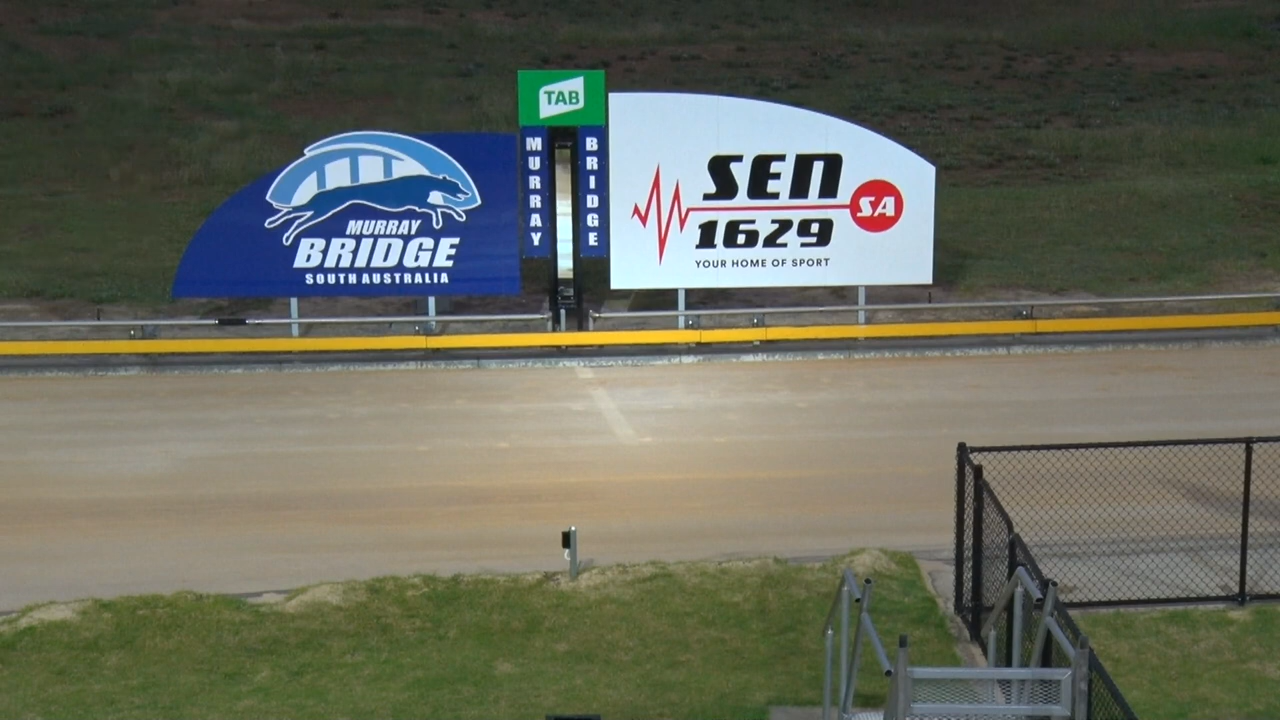 TAB
MURRAY
BRIDGE
MURRAY
BRIDGE
SOUTH AUSTRALIA
SEN
SA
1629
YOUR HOME OF SPORT